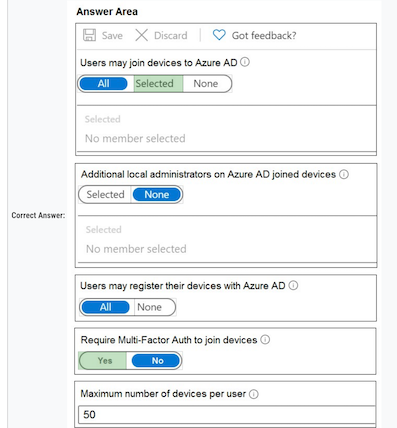 Answer Area
Save Discard Got feedback?
Users may join devices to Azure AD
All Selected None
Selected
No member selected
Additional local administrators on Azure AD joined devices
Selected None
Selected
No member selected
Correct Answer:
Users may register their devices with Azure AD
All None
Require Multi-Factor Auth to join devices
Yes No
Maximum number of devices per user
50